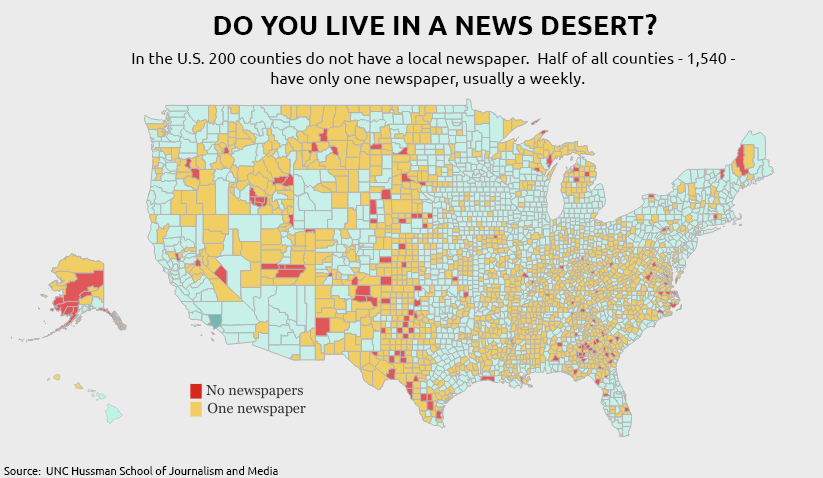 DO YOU LIVE IN A NEWS DESERT?
In the U.S. 200 counties do not have a local newspaper. Half of all counties - 1,540 -
have only one newspaper, usually a weekly.
No newspapers
One newspaper
Source: UNC Hussman School of Journalism and Media